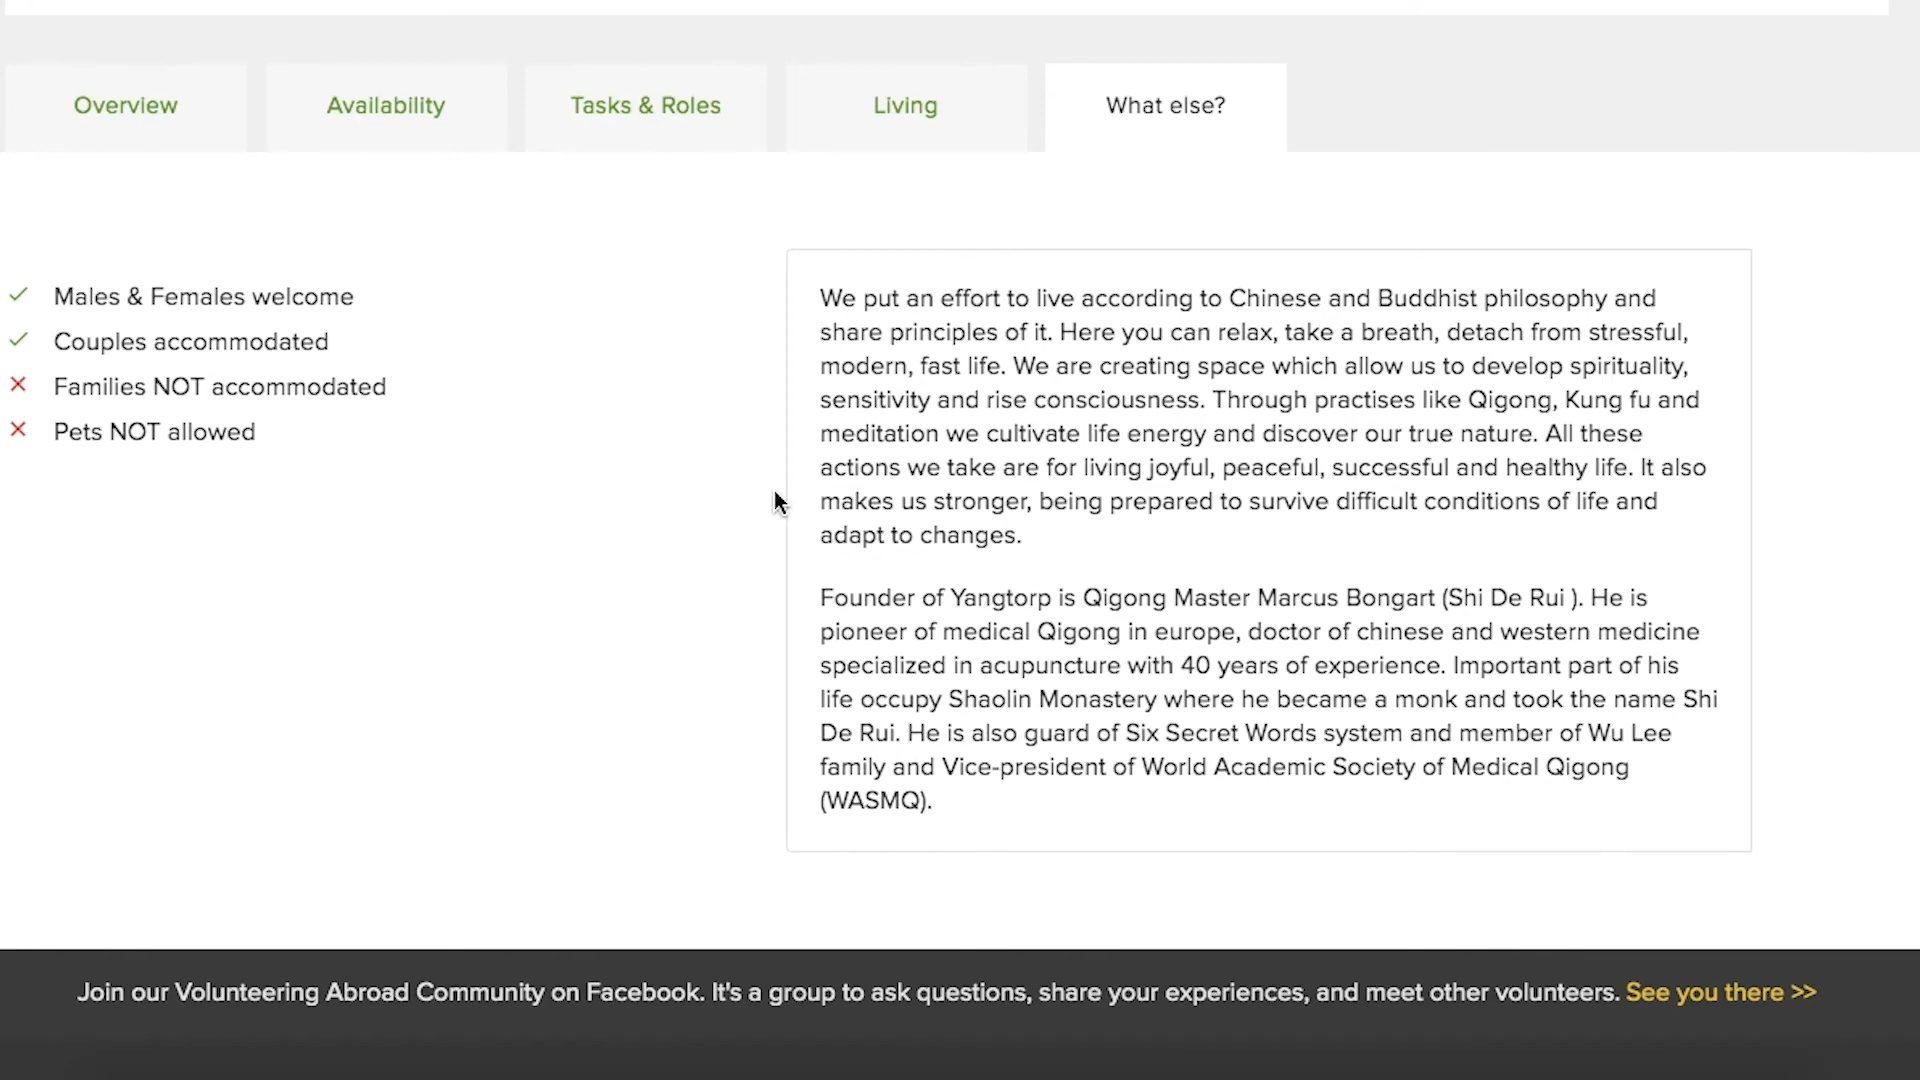 Overview
Availability
Tasks & Roles
Living
What else?
Males & Females welcome
Couples accommodated
Families NOT accommodated
Pets NOT allowed
We put an effort to live according to Chinese and Buddhist philosophy and
share principles of it. Here you can relax, take a breath, detach from stressful,
modern, fast life. We are creating space which allow us to develop spirituality,
sensitivity and rise consciousness. Through practises like Qigong, Kung fu and
meditation we cultivate life energy and discover our true nature. All these
actions we take are for living joyful, peaceful, successful and healthy life. It also
makes us stronger, being prepared to survive difficult conditions of life and
adapt to changes.
Founder of Yangtorp is Qigong Master Marcus Bongart (Shi De Rui ). He is
pioneer of medical Qigong in europe, doctor of chinese and western medicine
specialized in acupuncture with 40 years of experience. Important part of his
life occupy Shaolin Monastery where he became a monk and took the name Shi
De Rui. He is also guard of Six Secret Words system and member of Wu Lee
family and Vice-president of World Academic Society of Medical Qigong
(WASMQ).
Join our Volunteering Abroad Community on Facebook. It's a group to ask questions, share your experiences, and meet other volunteers. See you there >>